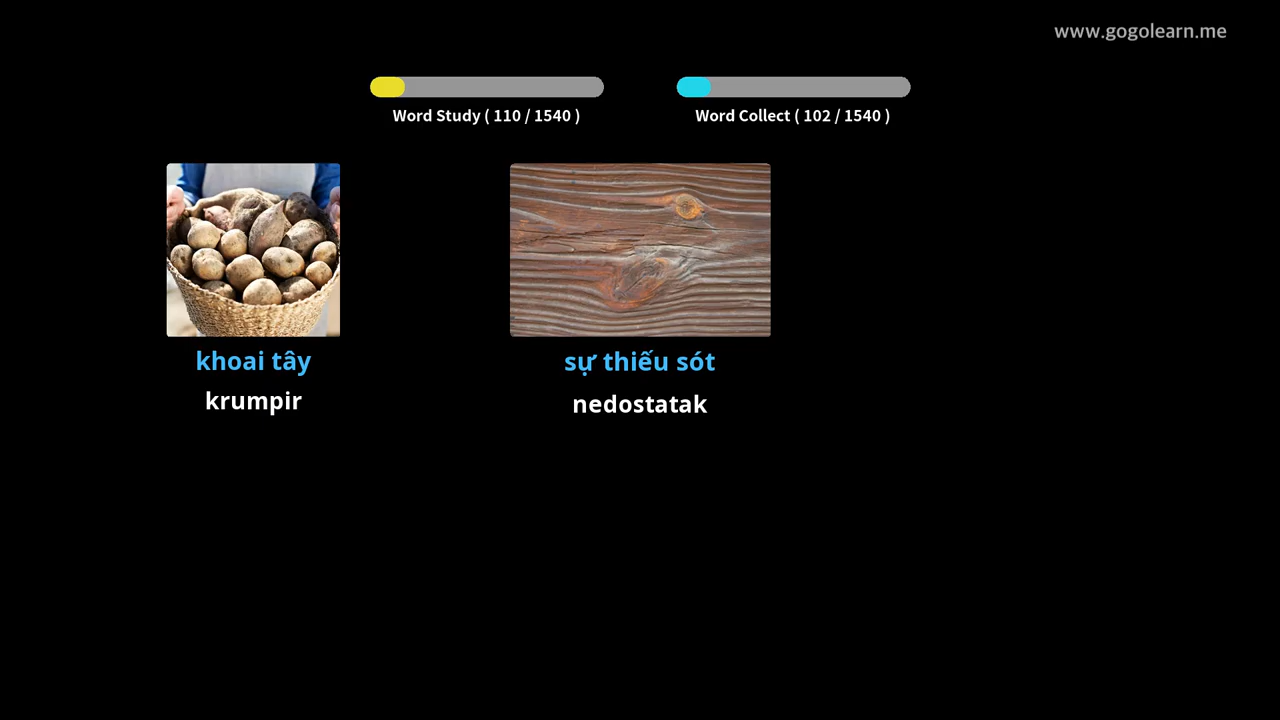 www.gogolearn.me
Word Study ( 110 / 1540 )
Word Collect ( 102 / 1540 )
khoai tây
krumpir
sự thiếu sót
nedostatak